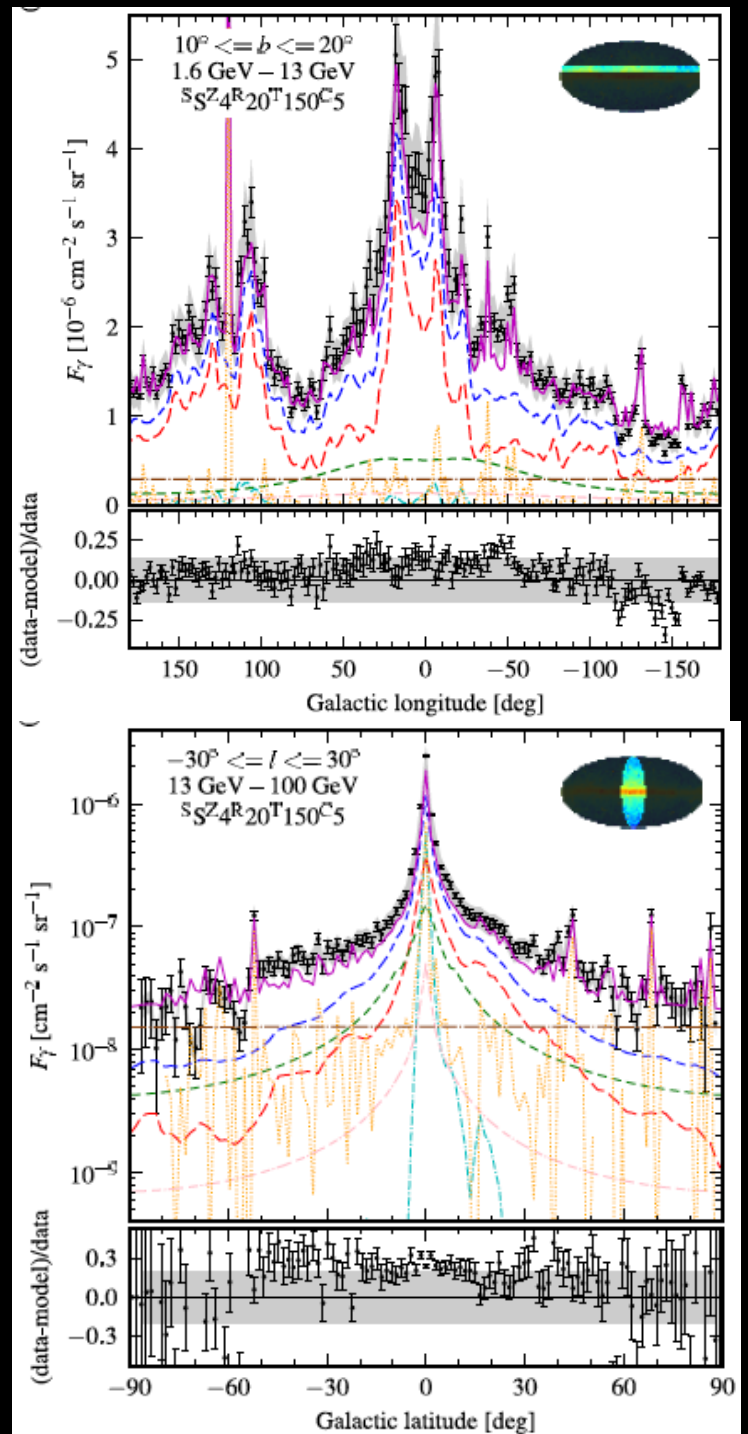 10° <= b <= 20°
1.6 GeV – 13 GeV
ˢSᶻ4ᴿ20ᵀ150ᶜ5
5
4
3
2
1
0
F_γ [10⁻⁶ cm⁻² s⁻¹ sr⁻¹]
0.25
0.00
−0.25
(data-model)/data
150 100 50 0 −50 −100 −150
Galactic longitude [deg]
−30° <= l <= 30°
13 GeV – 100 GeV
ˢSᶻ4ᴿ20ᵀ150ᶜ5
10⁻⁶
10⁻⁷
10⁻⁸
10⁻⁹
F_γ [cm⁻² s⁻¹ sr⁻¹]
0.3
0.0
−0.3
(data-model)/data
−90 −60 −30 0 30 60 90
Galactic latitude [deg]